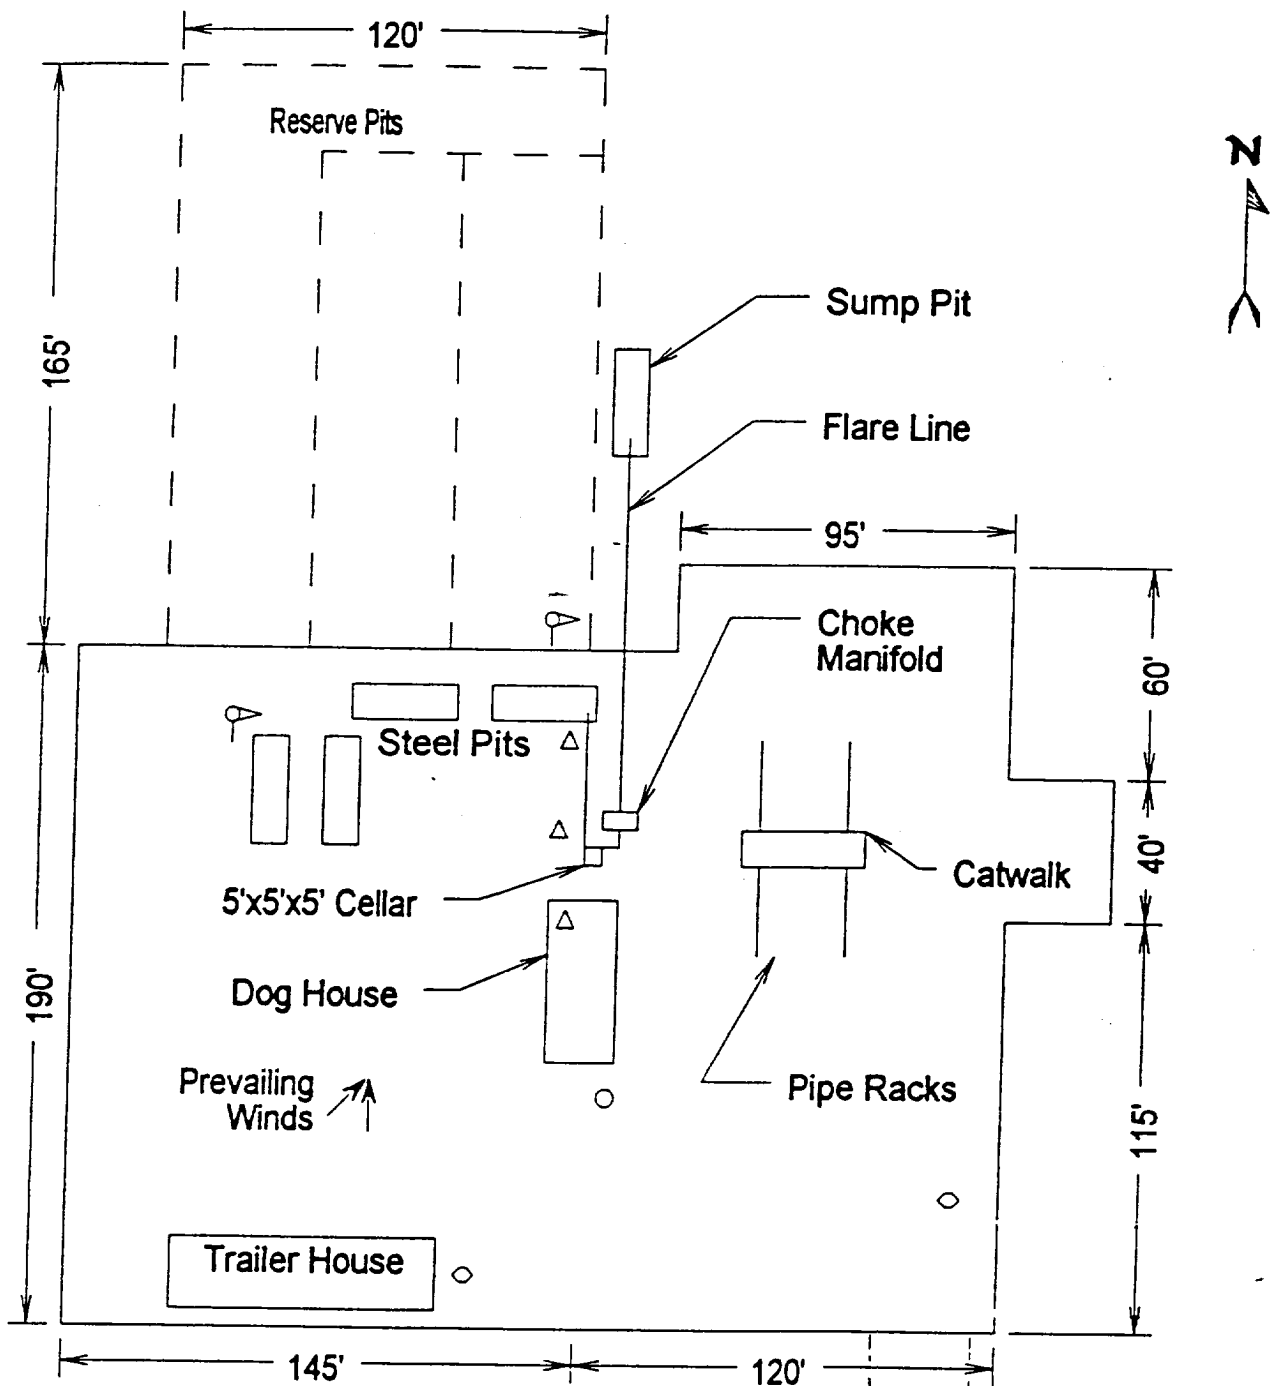 120'
Reserve Pits
N
Sump Pit
165'
Flare Line
95'
Choke
Manifold
60'
Steel Pits
40'
Catwalk
5'x5'x5' Cellar
Dog House
190'
Prevailing
Winds
Pipe Racks
115'
Trailer House
145'
120'